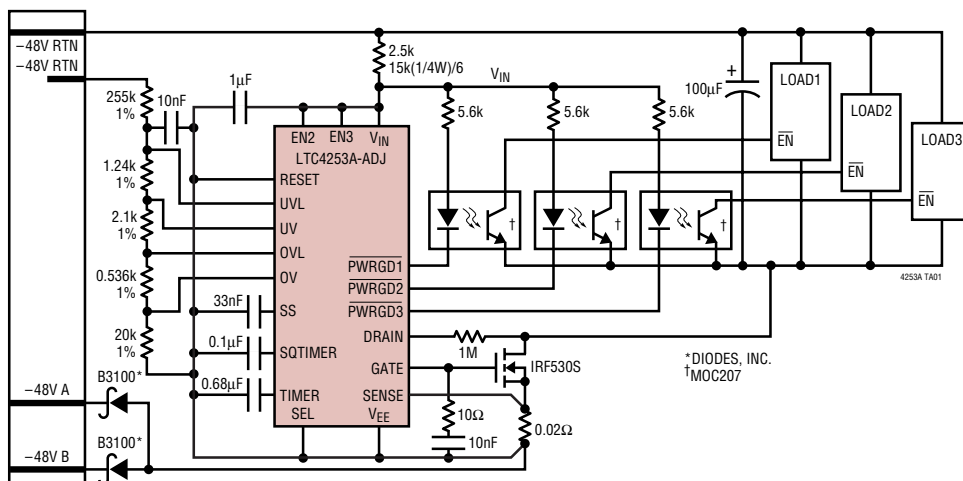 −48V RTN
−48V RTN
2.5k
15k(1/4W)/6
1µF
VIN
255k
1%
10nF
5.6k
5.6k
5.6k
+
100µF
LOAD1
EN
LOAD2
EN
LOAD3
EN
EN2
EN3
VIN
LTC4253A-ADJ
1.24k
1%
RESET
UVL
2.1k
1%
UV
OVL
†
†
†
0.536k
1%
OV
PWRGD1
PWRGD2
PWRGD3
4253A TA01
33nF
SS
20k
1%
0.1µF
SQTIMER
DRAIN
1M
*DIODES, INC.
†MOC207
GATE
IRF530S
−48V A
B3100*
0.68µF
TIMER
SENSE
SEL
VEE
10Ω
0.02Ω
10nF
−48V B
B3100*